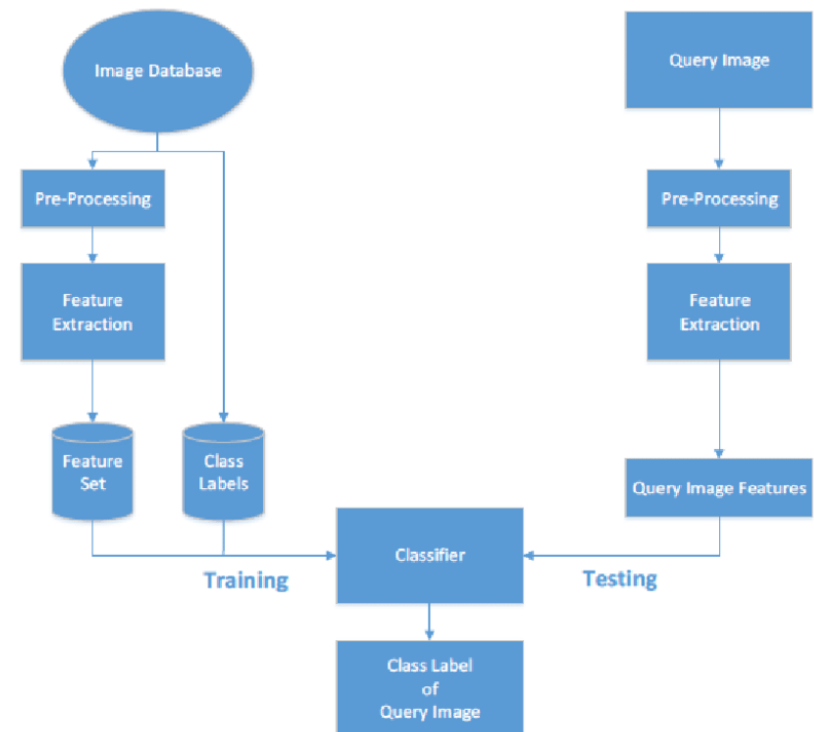 Image Database
Query Image
Pre-Processing
Pre-Processing
Feature
Extraction
Feature
Extraction
Feature
Set
Class
Labels
Query Image Features
Classifier
Training
Testing
Class Label
of
Query Image